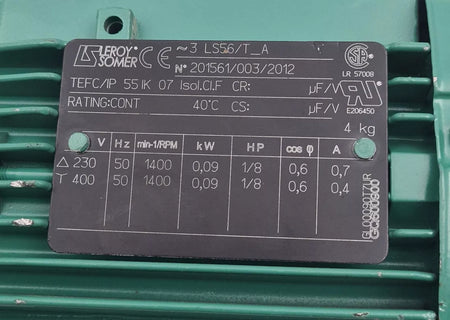 LEROY SOMER CE ~3 LS56/T_A
N° 201561/003/2012
LR 57008
TEFC/IP 55 IK 07 Isol.Cl.F CR: µF/V
E206450
RATING:CONT 40°C CS: µF/V
4 kg
V Hz min-1/RPM kW HP cos φ A
△ 230 50 1400 0,09 1/8 0,6 0,7
Y 400 50 1400 0,09 1/8 0,6 0,4